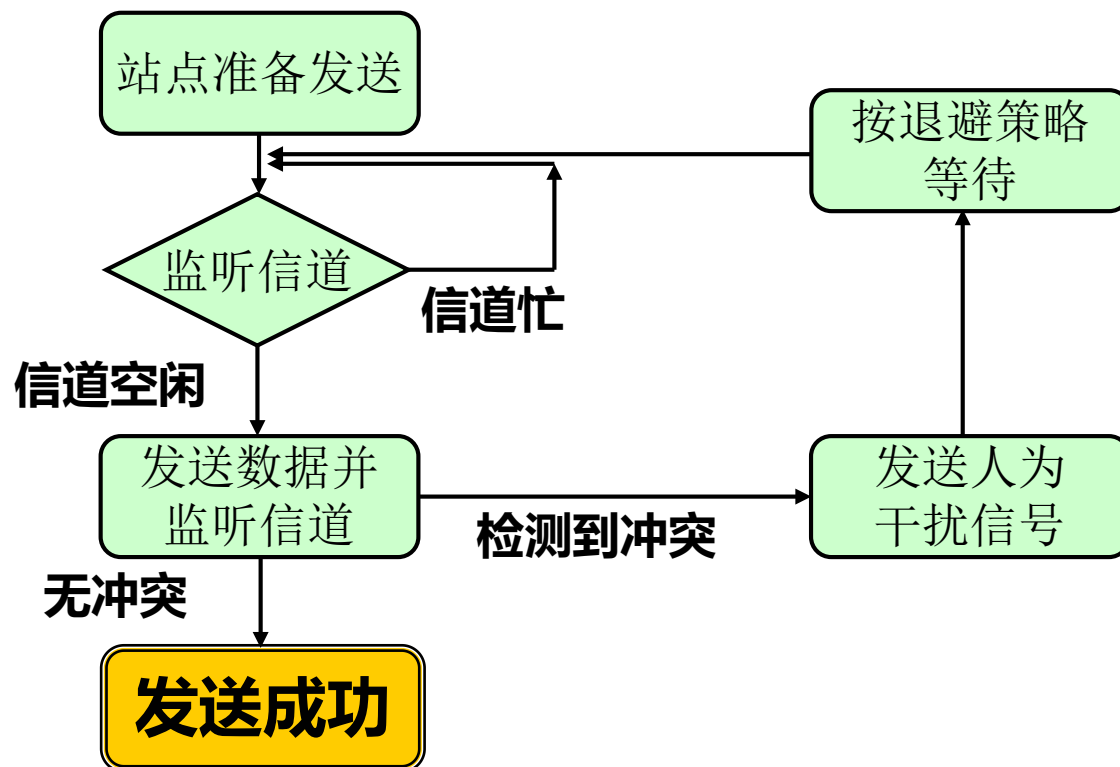 站点准备发送
按退避策略
等待
监听信道
信道忙
信道空闲
发送数据并
监听信道
检测到冲突
发送人为
干扰信号
无冲突
发送成功